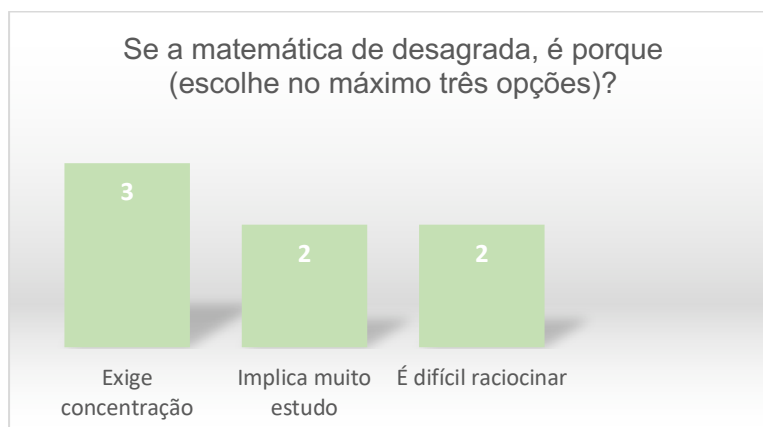 Se a matemática de desagrada, é porque
(escolhe no máximo três opções)?
3
2
2
Exige
concentração
Implica muito
estudo
É difícil raciocinar